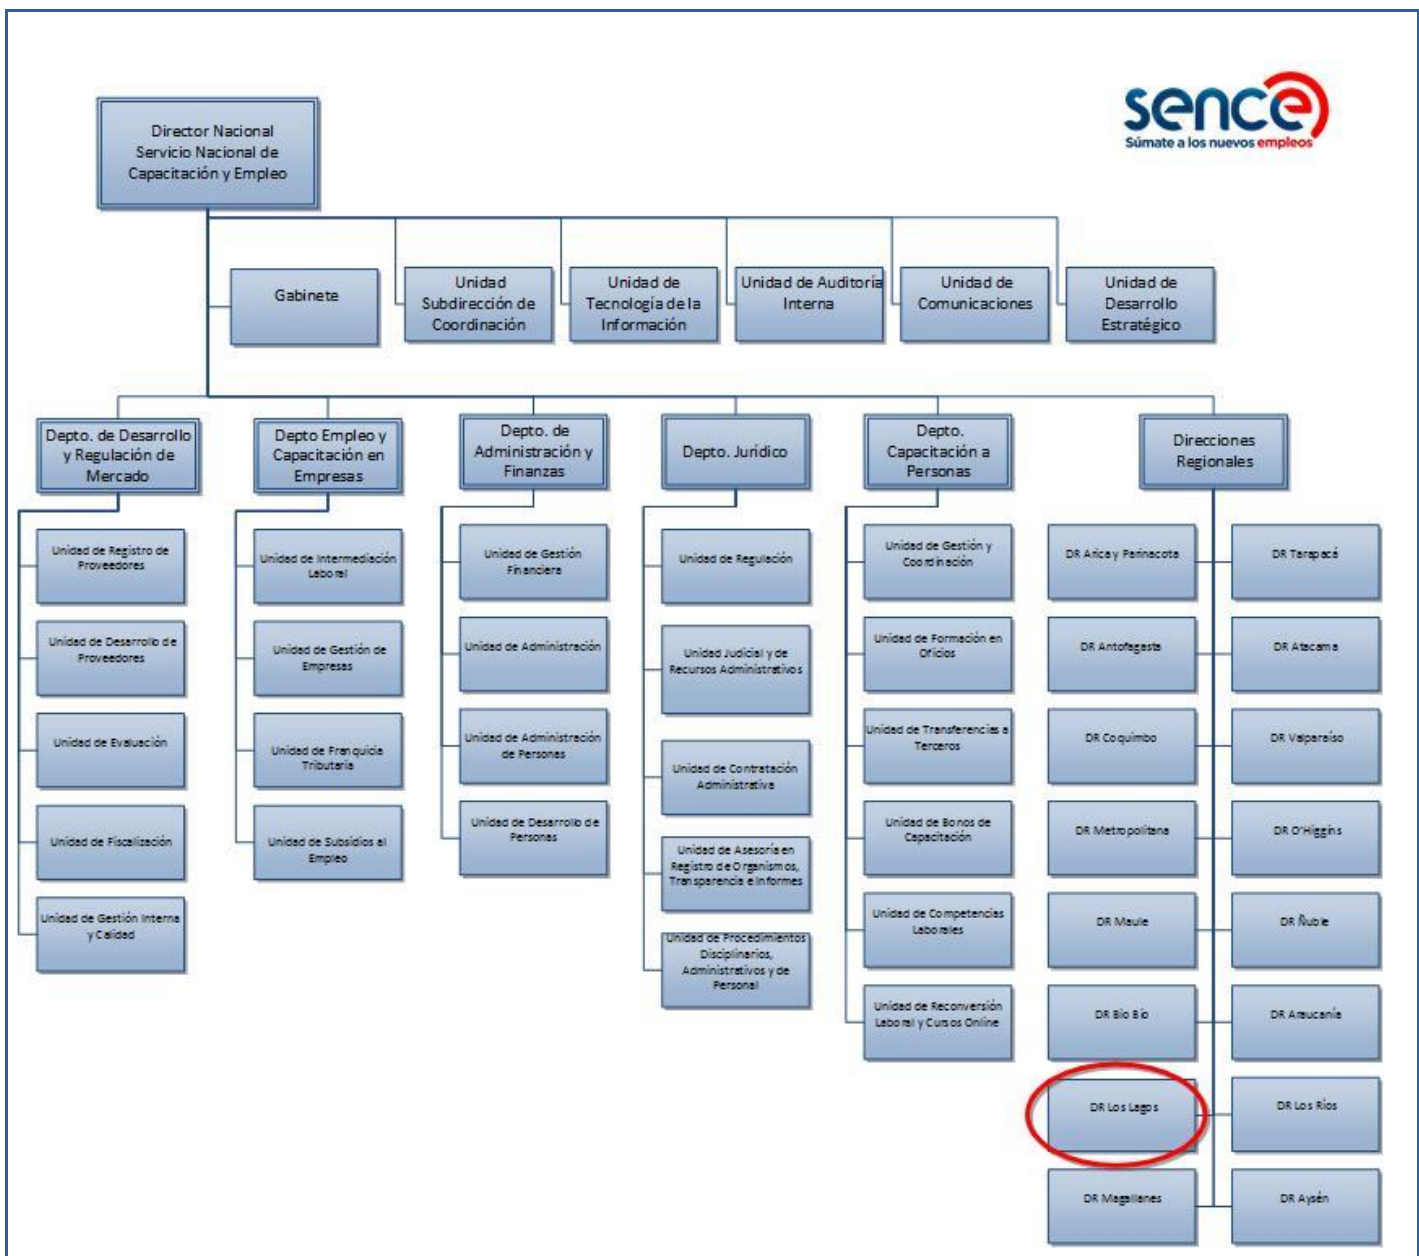 sence
Súmate a los nuevos empleos
Director Nacional
Servicio Nacional de
Capacitación y Empleo
Gabinete
Unidad
Subdirección de
Coordinación
Unidad de
Tecnología de la
Información
Unidad de Auditoría
Interna
Unidad de
Comunicaciones
Unidad de
Desarrollo
Estratégico
Depto. de Desarrollo
y Regulación de
Mercado
Depto Empleo y
Capacitación en
Empresas
Depto. de
Administración y
Finanzas
Depto. Jurídico
Depto.
Capacitación a
Personas
Direcciones
Regionales
Unidad de Registro de
Proveedores
Unidad de Desarrollo de
Proveedores
Unidad de Evaluación
Unidad de Fiscalización
Unidad de Gestión Interna
y Calidad
Unidad de Intermediación
Laboral
Unidad de Gestión de
Empresas
Unidad de Franquicia
Tributaria
Unidad de Subsidios al
Empleo
Unidad de Gestión
Financiera
Unidad de Administración
Unidad de Administración
de Personas
Unidad de Desarrollo de
Personas
Unidad de Regulación
Unidad Judicial y de
Recursos Administrativos
Unidad de Contratación
Administrativa
Unidad de Asesoría en
Registro de Organismos,
Transparencia e Informes
Unidad de Procedimientos
Disciplinarios,
Administrativos y de
Personal
Unidad de Gestión y
Coordinación
Unidad de Formación en
Oficios
Unidad de Transferencias a
Terceros
Unidad de Bonos de
Capacitación
Unidad de Competencias
Laborales
Unidad de Reconversión
Laboral y Cursos Online
DR Arica y Parinacota
DR Tarapacá
DR Antofagasta
DR Atacama
DR Coquimbo
DR Valparaíso
DR Metropolitana
DR O'Higgins
DR Maule
DR Ñuble
DR Bio Bío
DR Araucanía
DR Los Lagos
DR Los Ríos
DR Magallanes
DR Aysén